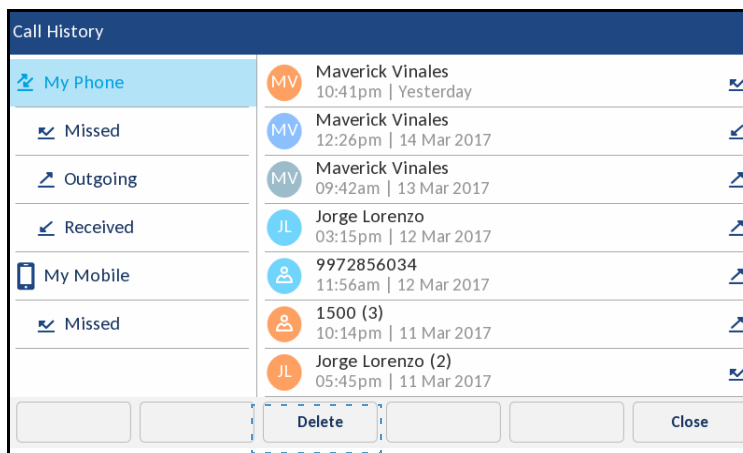 Call History
My Phone
Missed
Outgoing
Received
My Mobile
Missed
MV
Maverick Vinales
10:41pm | Yesterday
MV
Maverick Vinales
12:26pm | 14 Mar 2017
MV
Maverick Vinales
09:42am | 13 Mar 2017
JL
Jorge Lorenzo
03:15pm | 12 Mar 2017
9972856034
11:56am | 12 Mar 2017
1500 (3)
10:14pm | 11 Mar 2017
JL
Jorge Lorenzo (2)
05:45pm | 11 Mar 2017
Delete
Close